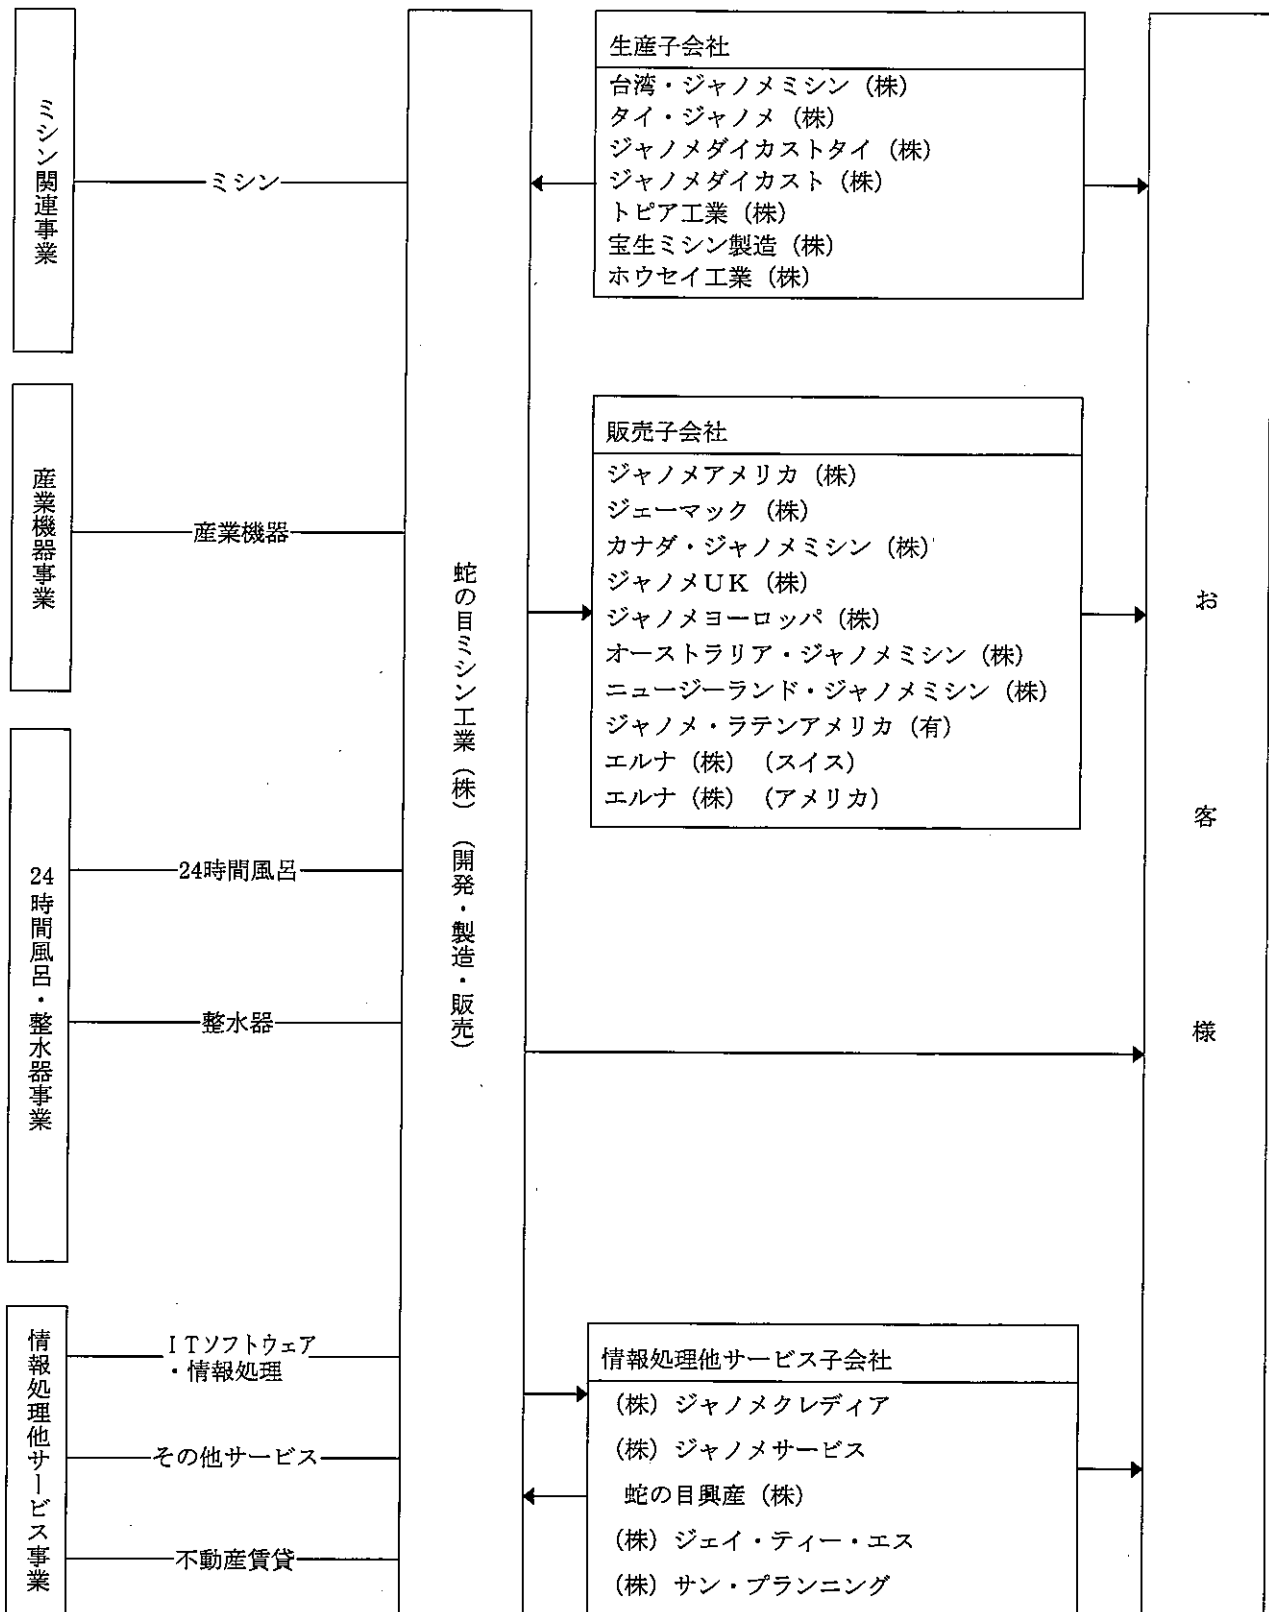 ミシン関連事業
ミシン
産業機器事業
産業機器
24時間風呂・整水器事業
24時間風呂
整水器
情報処理他サービス事業
ITソフトウェア
・情報処理
その他サービス
不動産賃貸
蛇の目ミシン工業（株）（開発・製造・販売）
生産子会社
台湾・ジャノメミシン（株）
タイ・ジャノメ（株）
ジャノメダイカストタイ（株）
ジャノメダイカスト（株）
トピア工業（株）
宝生ミシン製造（株）
ホウセイ工業（株）
販売子会社
ジャノメアメリカ（株）
ジェーマック（株）
カナダ・ジャノメミシン（株）
ジャノメUK（株）
ジャノメヨーロッパ（株）
オーストラリア・ジャノメミシン（株）
ニュージーランド・ジャノメミシン（株）
ジャノメ・ラテンアメリカ（有）
エルナ（株）（スイス）
エルナ（株）（アメリカ）
情報処理他サービス子会社
（株）ジャノメクレディア
（株）ジャノメサービス
蛇の目興産（株）
（株）ジェイ・ティー・エス
（株）サン・プランニング
お客様